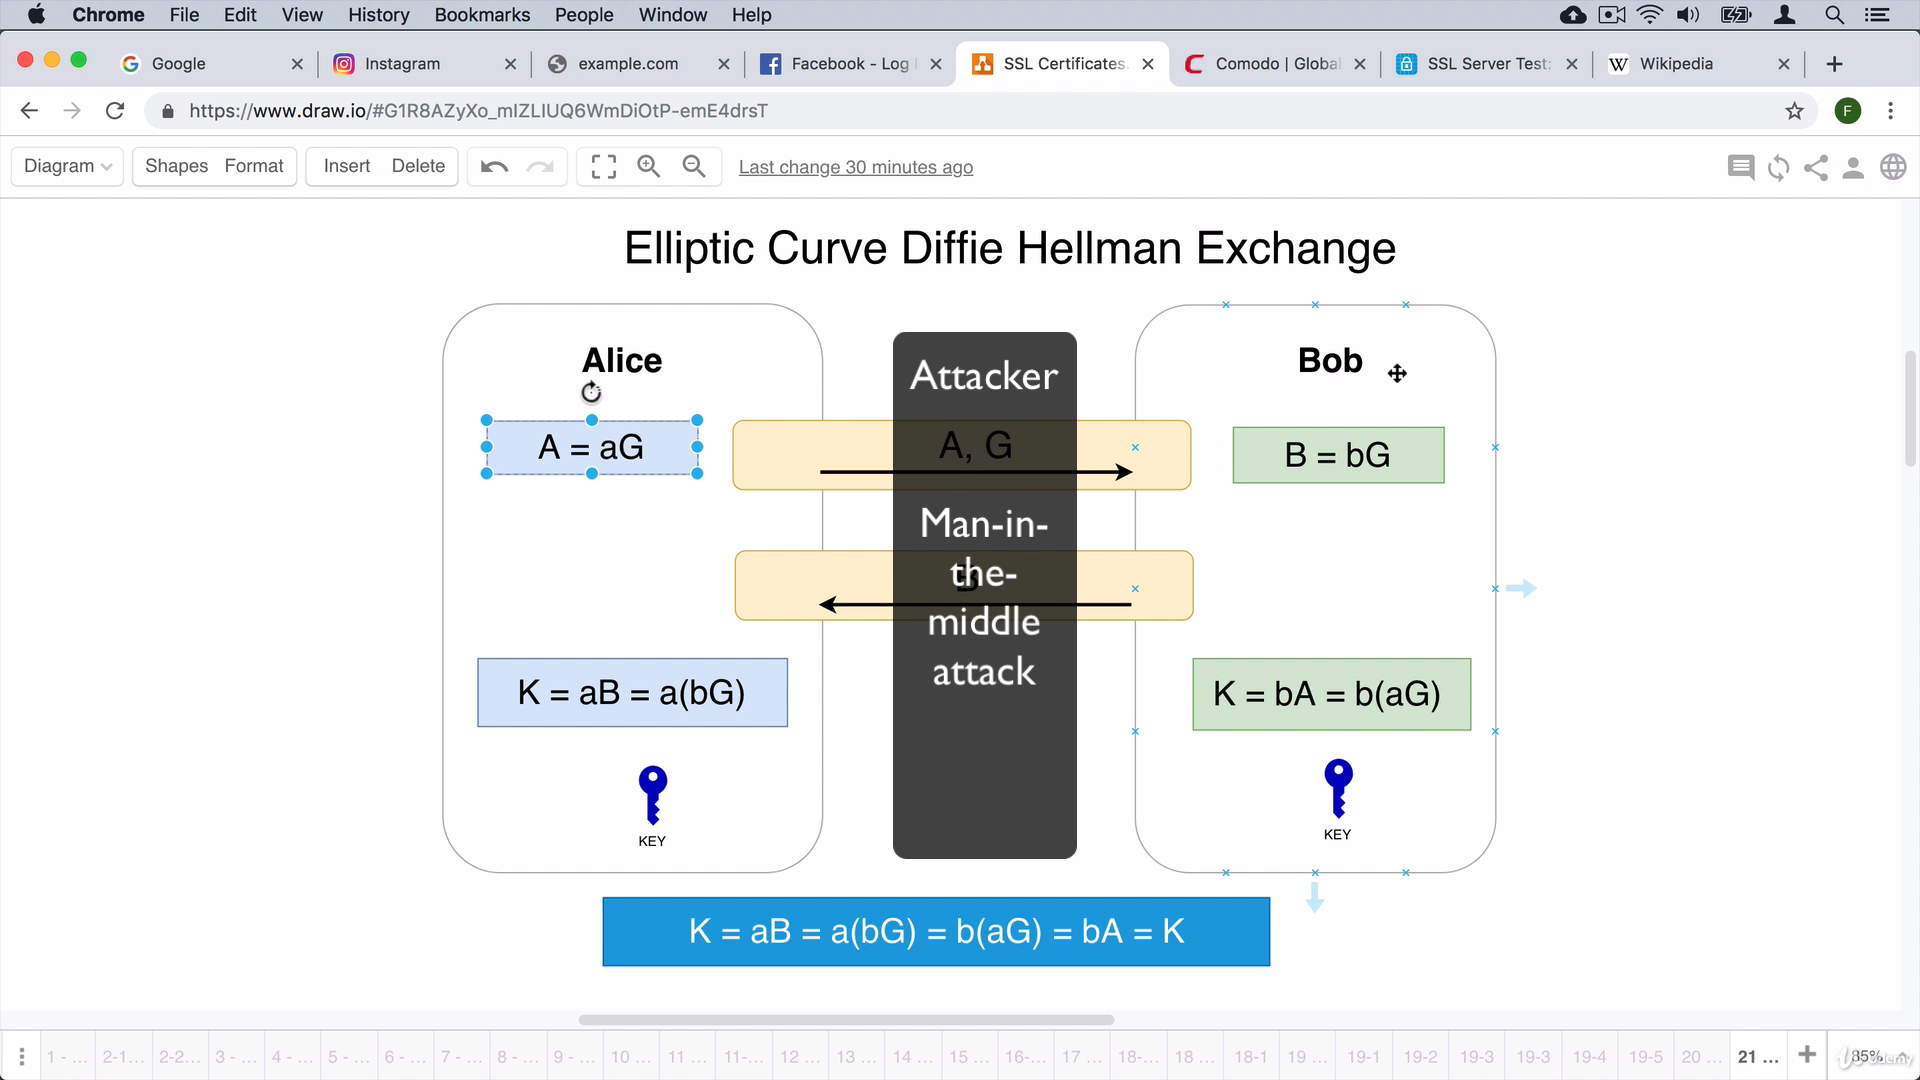 Chrome File Edit View History Bookmarks People Window Help
Google Instagram example.com Facebook - Log SSL Certificates. Comodo | Global SSL Server Test: Wikipedia
https://www.draw.io/#G1R8AZyXo_mIZLIUQ6WmDiOtP-emE4drsT F
Diagram Shapes Format Insert Delete Last change 30 minutes ago
Elliptic Curve Diffie Hellman Exchange
Alice
Attacker
Bob
A = aG
A, G
B = bG
Man-in-
the-
B
middle
attack
K = aB = a(bG)
K = bA = b(aG)
KEY
KEY
K = aB = a(bG) = b(aG) = bA = K
1 - ... 2-1... 2-2... 3 - ... 4 - ... 5 - ... 6 - ... 7 - ... 8 - ... 9 - ... 10 ... 11 ... 11-... 12 ... 13 ... 14 ... 15 ... 16-... 17 ... 18-... 18 ... 18-1 19 ... 19-1 19-2 19-3 19-3 19-4 19-5 20 ... 21 ... 85%
Udemy